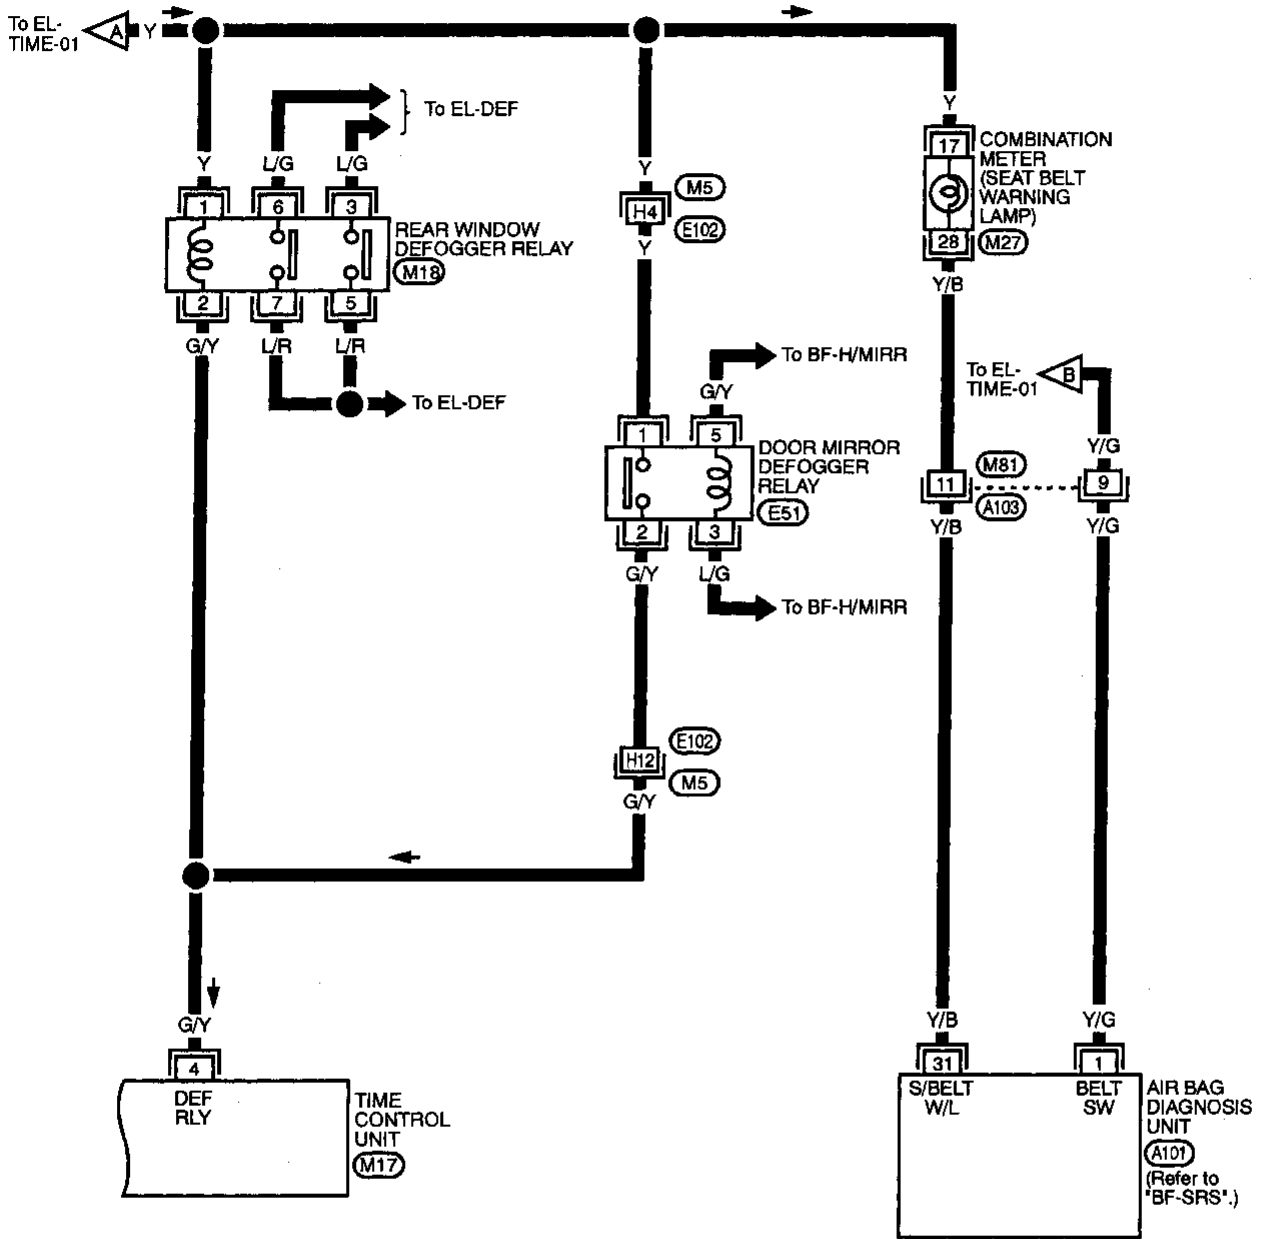 To EL-
TIME-01
A
Y
To EL-DEF
Y
L/G
L/G
1
6
3
REAR WINDOW
DEFOGGER RELAY
M18
2
7
5
G/Y
L/R
L/R
To EL-DEF
Y
M5
H4
E102
Y
To BF-H/MIRR
G/Y
1
5
DOOR MIRROR
DEFOGGER
RELAY
E51
2
3
G/Y
L/G
To BF-H/MIRR
E102
H12
M5
G/Y
Y
17
COMBINATION
METER
(SEAT BELT
WARNING
LAMP)
28
M27
Y/B
To EL-
TIME-01
B
Y/G
M81
11
9
A103
Y/B
Y/G
G/Y
4
DEF
RLY
TIME
CONTROL
UNIT
M17
Y/B
Y/G
31
1
S/BELT
W/L
BELT
SW
AIR BAG
DIAGNOSIS
UNIT
A101
(Refer to
"BF-SRS".)